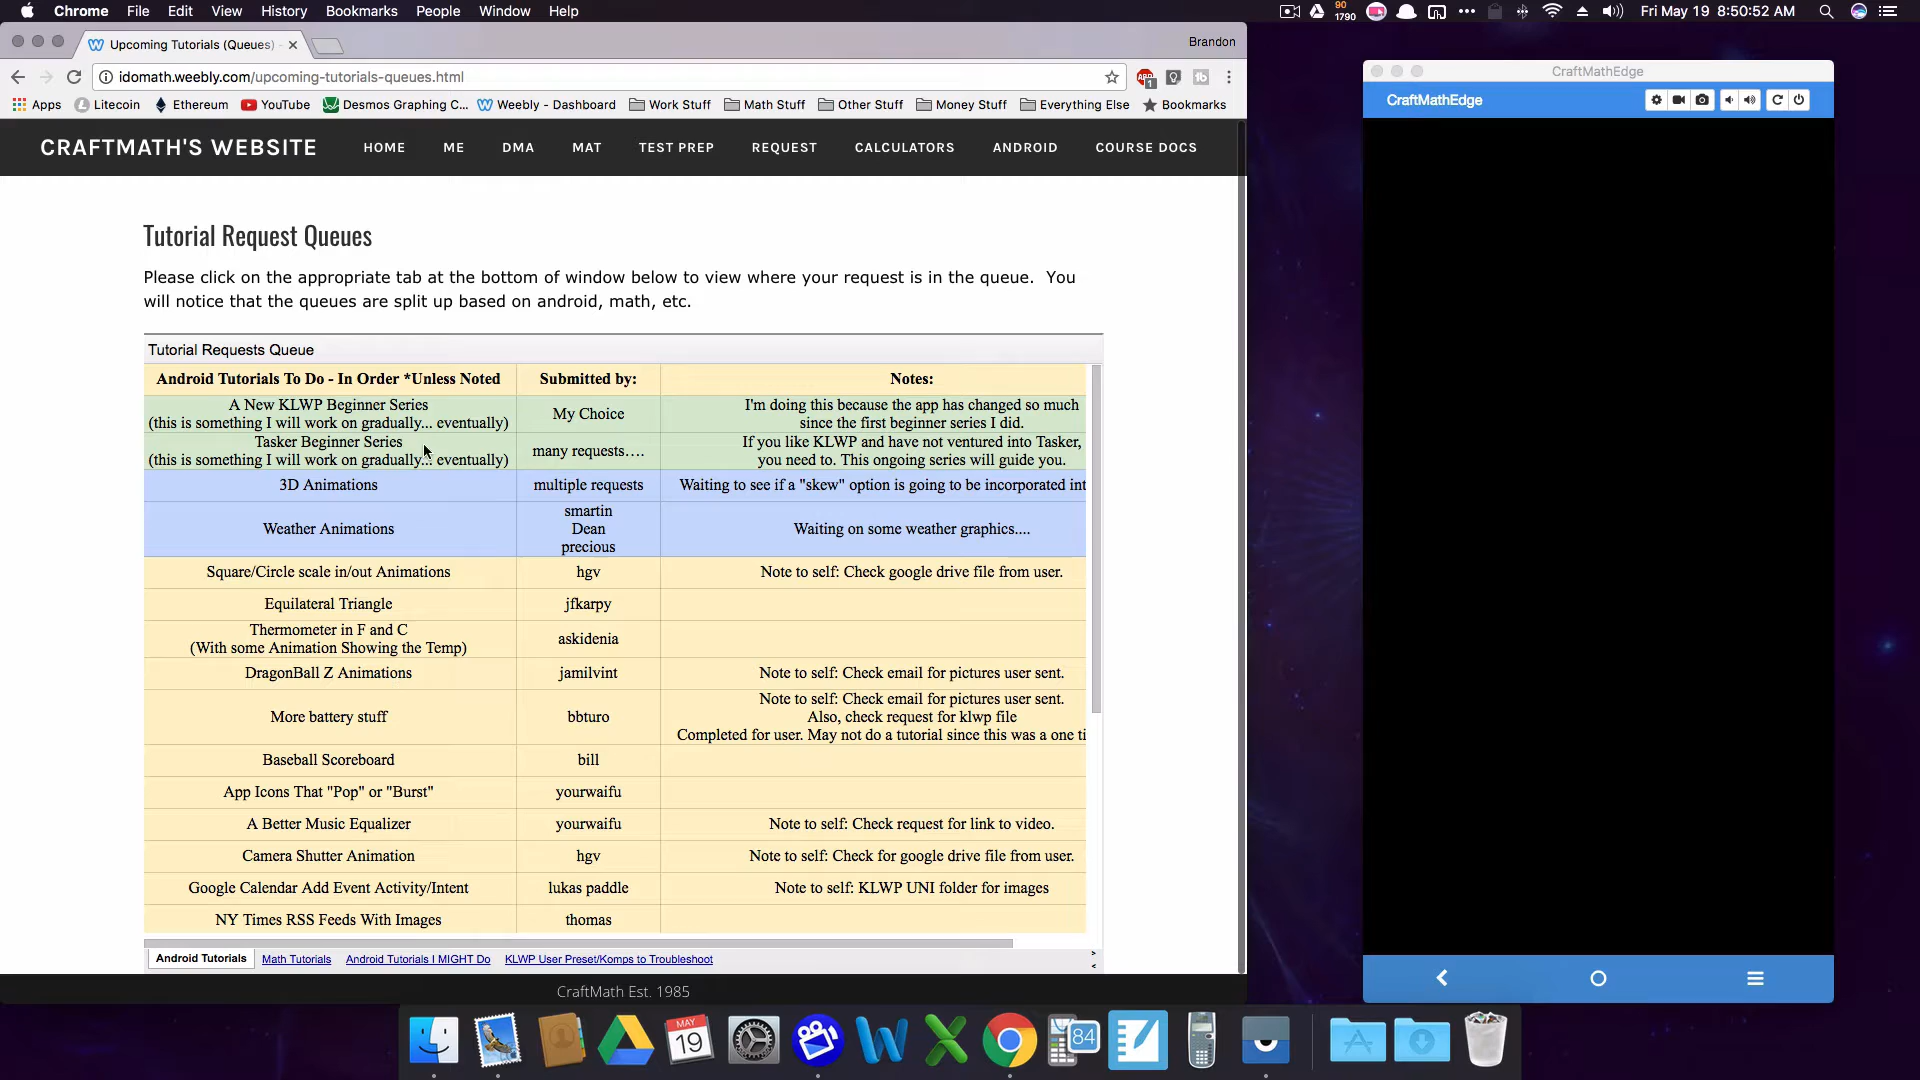 Chrome File Edit View History Bookmarks People Window Help
90
1790
Fri May 19 8:50:52 AM
Upcoming Tutorials (Queues)
Brandon
idomath.weebly.com/upcoming-tutorials-queues.html
Apps Litecoin Ethereum YouTube Desmos Graphing C... Weebly - Dashboard Work Stuff Math Stuff Other Stuff Money Stuff Everything Else Bookmarks
CRAFTMATH'S WEBSITE HOME ME DMA MAT TEST PREP REQUEST CALCULATORS ANDROID COURSE DOCS
Tutorial Request Queues
Please click on the appropriate tab at the bottom of window below to view where your request is in the queue. You
will notice that the queues are split up based on android, math, etc.
Tutorial Requests Queue
Android Tutorials To Do - In Order *Unless Noted Submitted by: Notes:
A New KLWP Beginner Series
(this is something I will work on gradually... eventually)
My Choice
I'm doing this because the app has changed so much
since the first beginner series I did.
Tasker Beginner Series
(this is something I will work on gradually... eventually)
many requests….
If you like KLWP and have not ventured into Tasker,
you need to. This ongoing series will guide you.
3D Animations multiple requests Waiting to see if a "skew" option is going to be incorporated int
Weather Animations
smartin
Dean
precious
Waiting on some weather graphics....
Square/Circle scale in/out Animations hgv Note to self: Check google drive file from user.
Equilateral Triangle jfkarpy
Thermometer in F and C
(With some Animation Showing the Temp)
askidenia
DragonBall Z Animations jamilvint Note to self: Check email for pictures user sent.
More battery stuff bbturo
Note to self: Check email for pictures user sent.
Also, check request for klwp file
Completed for user. May not do a tutorial since this was a one ti
Baseball Scoreboard bill
App Icons That "Pop" or "Burst" yourwaifu
A Better Music Equalizer yourwaifu Note to self: Check request for link to video.
Camera Shutter Animation hgv Note to self: Check for google drive file from user.
Google Calendar Add Event Activity/Intent lukas paddle Note to self: KLWP UNI folder for images
NY Times RSS Feeds With Images thomas
Android Tutorials Math Tutorials Android Tutorials I MIGHT Do KLWP User Preset/Komps to Troubleshoot
CraftMath Est. 1985
CraftMathEdge
CraftMathEdge
MAY
19
84